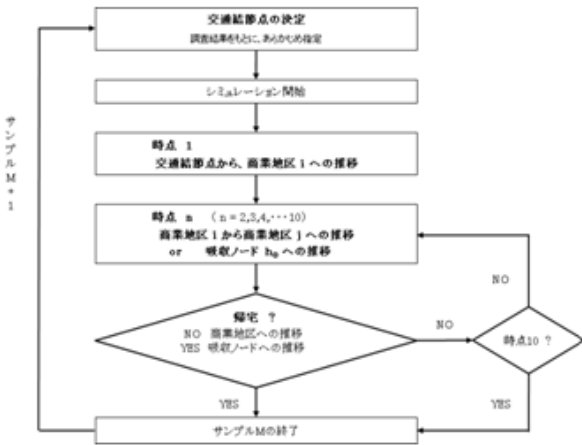 交通結節点の決定
調査結果をもとに、あらかじめ指定
シミュレーション開始
時点 1
交通結節点から、商業地区 i への推移
時点 n (n=2,3,4,・・・10)
商業地区 i から商業地区 j への推移
or 吸収ノード h₀ への推移
帰宅 ?
NO 商業地区への推移
YES 吸収ノードへの推移
NO
時点10 ?
NO
YES
YES
サンプルMの終了
サンプルM+1